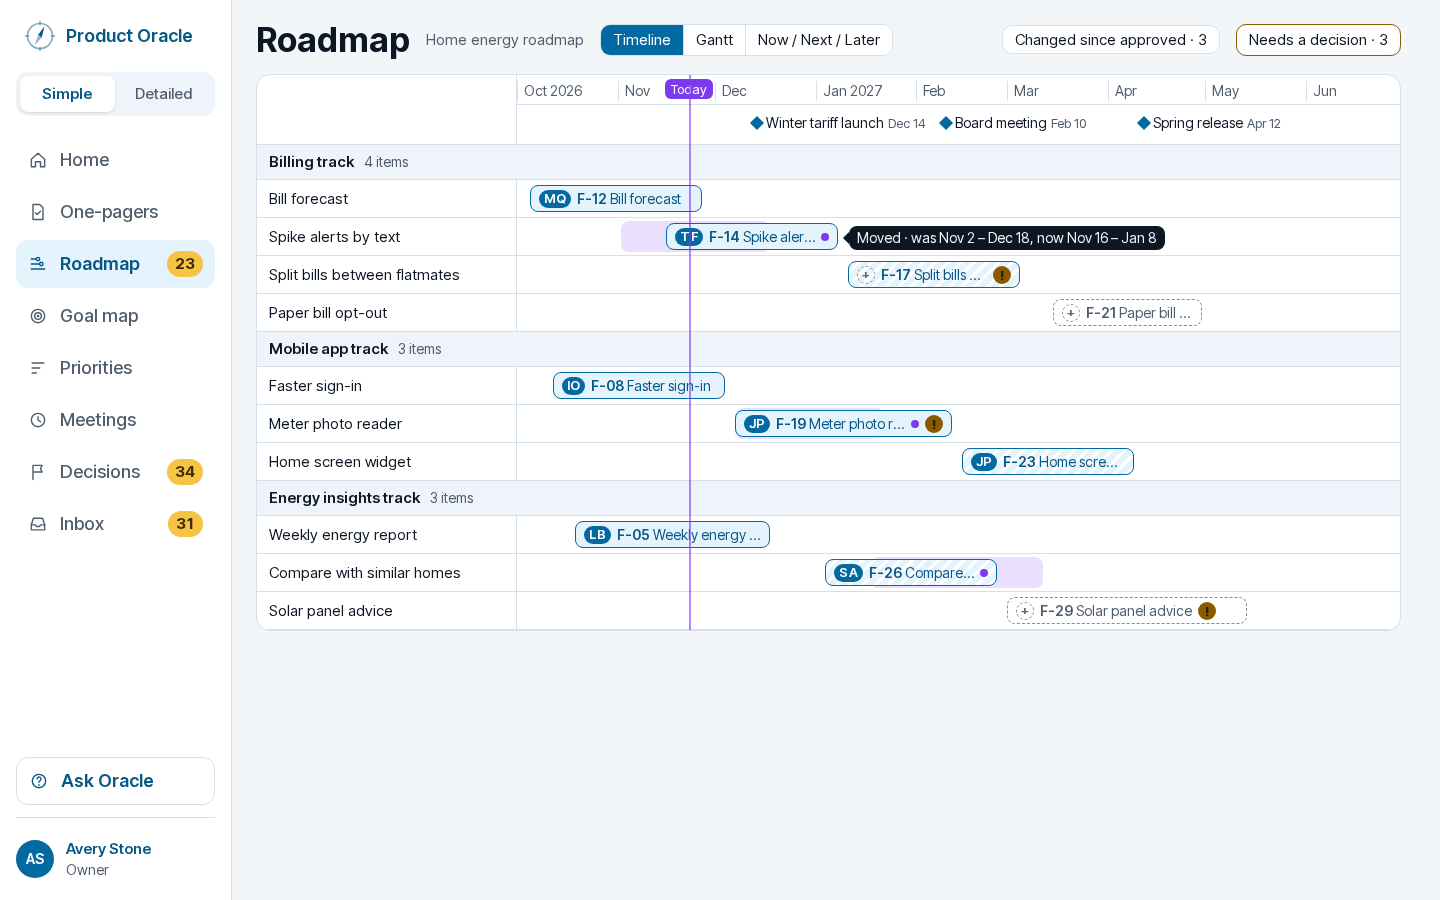 Product Oracle
Simple
Detailed
Home
One-pagers
Roadmap 23
Goal map
Priorities
Meetings
Decisions 34
Inbox 31
Ask Oracle
AS
Avery Stone
Owner
Roadmap
Home energy roadmap
Timeline
Gantt
Now / Next / Later
Changed since approved · 3
Needs a decision · 3
Oct 2026
Nov
Today
Dec
Jan 2027
Feb
Mar
Apr
May
Jun
Winter tariff launch Dec 14
Board meeting Feb 10
Spring release Apr 12
Billing track 4 items
Bill forecast
MQ F-12 Bill forecast
Spike alerts by text
TF F-14 Spike aler...
Moved · was Nov 2 – Dec 18, now Nov 16 – Jan 8
Split bills between flatmates
+ F-17 Split bills ... !
Paper bill opt-out
+ F-21 Paper bill ...
Mobile app track 3 items
Faster sign-in
IO F-08 Faster sign-in
Meter photo reader
JP F-19 Meter photo r... !
Home screen widget
JP F-23 Home scre...
Energy insights track 3 items
Weekly energy report
LB F-05 Weekly energy ...
Compare with similar homes
SA F-26 Compare...
Solar panel advice
+ F-29 Solar panel advice !